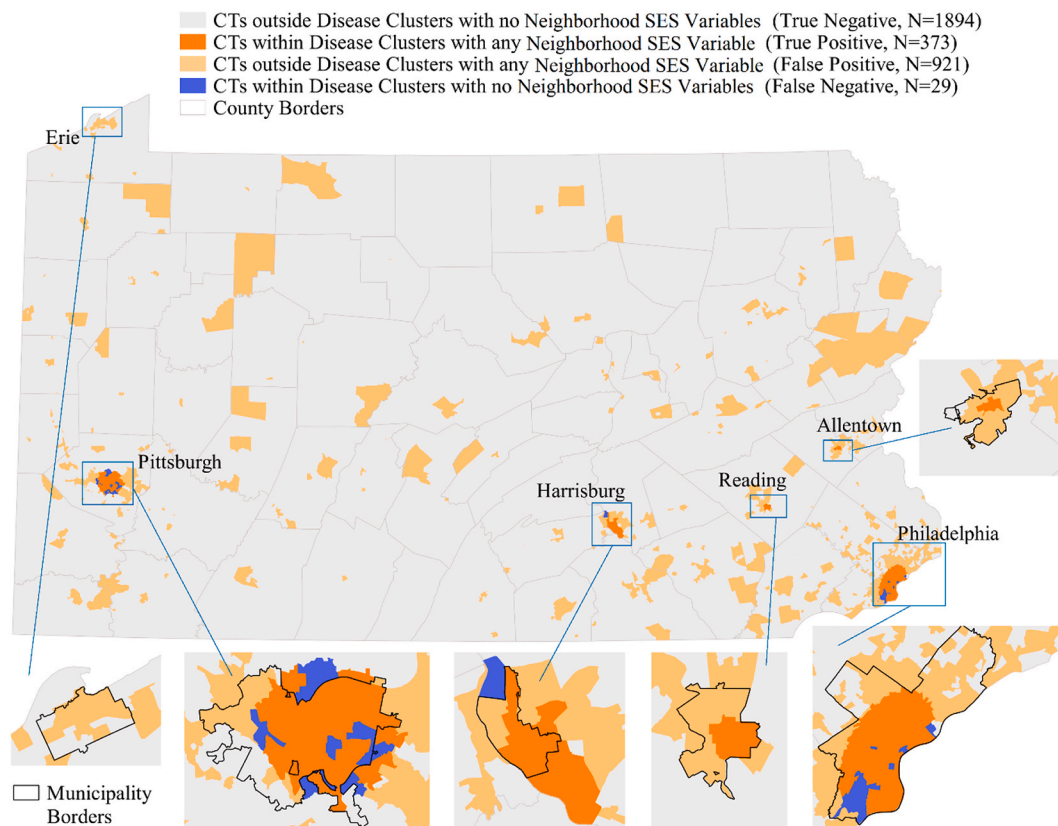 CTs outside Disease Clusters with no Neighborhood SES Variables (True Negative, N=1894)
CTs within Disease Clusters with any Neighborhood SES Variable (True Positive, N=373)
CTs outside Disease Clusters with any Neighborhood SES Variable (False Positive, N=921)
CTs within Disease Clusters with no Neighborhood SES Variables (False Negative, N=29)
County Borders
Erie
Allentown
Pittsburgh
Harrisburg
Reading
Philadelphia
Municipality
Borders